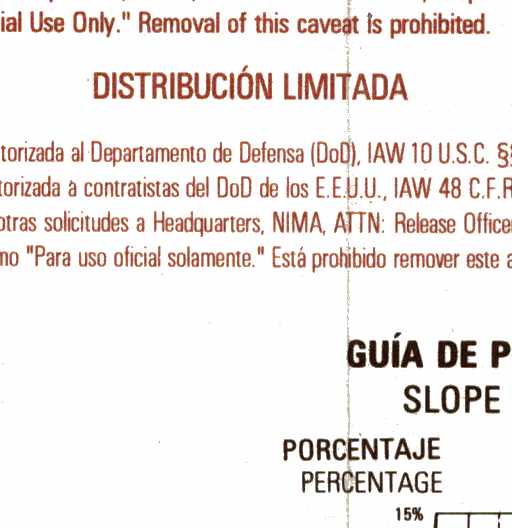 ial Use Only." Removal of this caveat is prohibited.
DISTRIBUCIÓN LIMITADA
torizada al Departamento de Defensa (DoD), IAW 10 U.S.C. §
torizada a contratistas del DoD de los E.E.U.U., IAW 48 C.F.R
otras solicitudes a Headquarters, NIMA, ATTN: Release Officer
mo "Para uso oficial solamente." Está prohibido remover este a
GUÍA DE P
SLOPE
PORCENTAJE
PERCENTAGE
15%